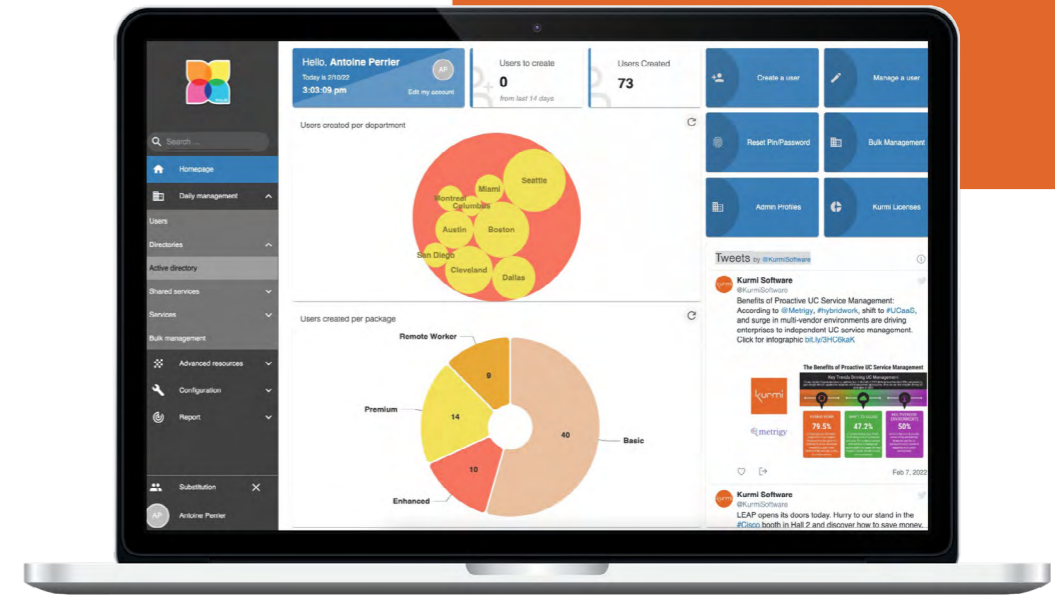 Search ...
Homepage
Daily management
Users
Directories
Active directory
Shared services
Services
Bulk management
Advanced resources
Configuration
Report
Substitution
AP
Antoine Perrier
Hello, Antoine Perrier
Today is 2/10/22
3:03:09 pm
AP
Edit my account
Users to create
0
from last 14 days
Users Created
73
Users created per department
Seattle
Miami
Montreal
Columbus
Austin
Boston
San Diego
Cleveland
Dallas
Users created per package
Remote Worker
9
Premium
14
40
Basic
10
Enhanced
Create a user
Manage a user
Reset Pin/Password
Bulk Management
Admin Profiles
Kurmi Licenses
Tweets by @KurmiSoftware
kurmi
Kurmi Software
@KurmiSoftware
Benefits of Proactive UC Service Management:
According to @Metrigy, #hybridwork, shift to #UCaaS,
and surge in multi-vendor environments are driving
enterprises to independent UC service management.
Click for infographic bit.ly/3HC6kaK
The Benefits of Proactive UC Service Management
Key Trends Driving UC Management
kurmi
metrigy
79.5%
47.2%
50%
Feb 7, 2022
kurmi
Kurmi Software
@KurmiSoftware
LEAP opens its doors today. Hurry to our stand in the
#Cisco booth in Hall 2 and discover how to save money,